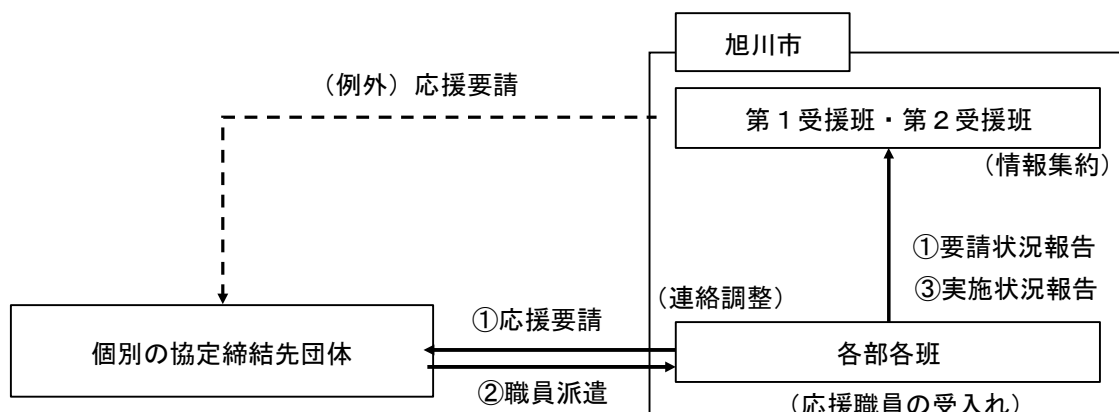 旭川市
（例外）応援要請
第１受援班・第２受援班
（情報集約）
①要請状況報告
③実施状況報告
（連絡調整）
①応援要請
個別の協定締結先団体
各部各班
②職員派遣
（応援職員の受入れ）